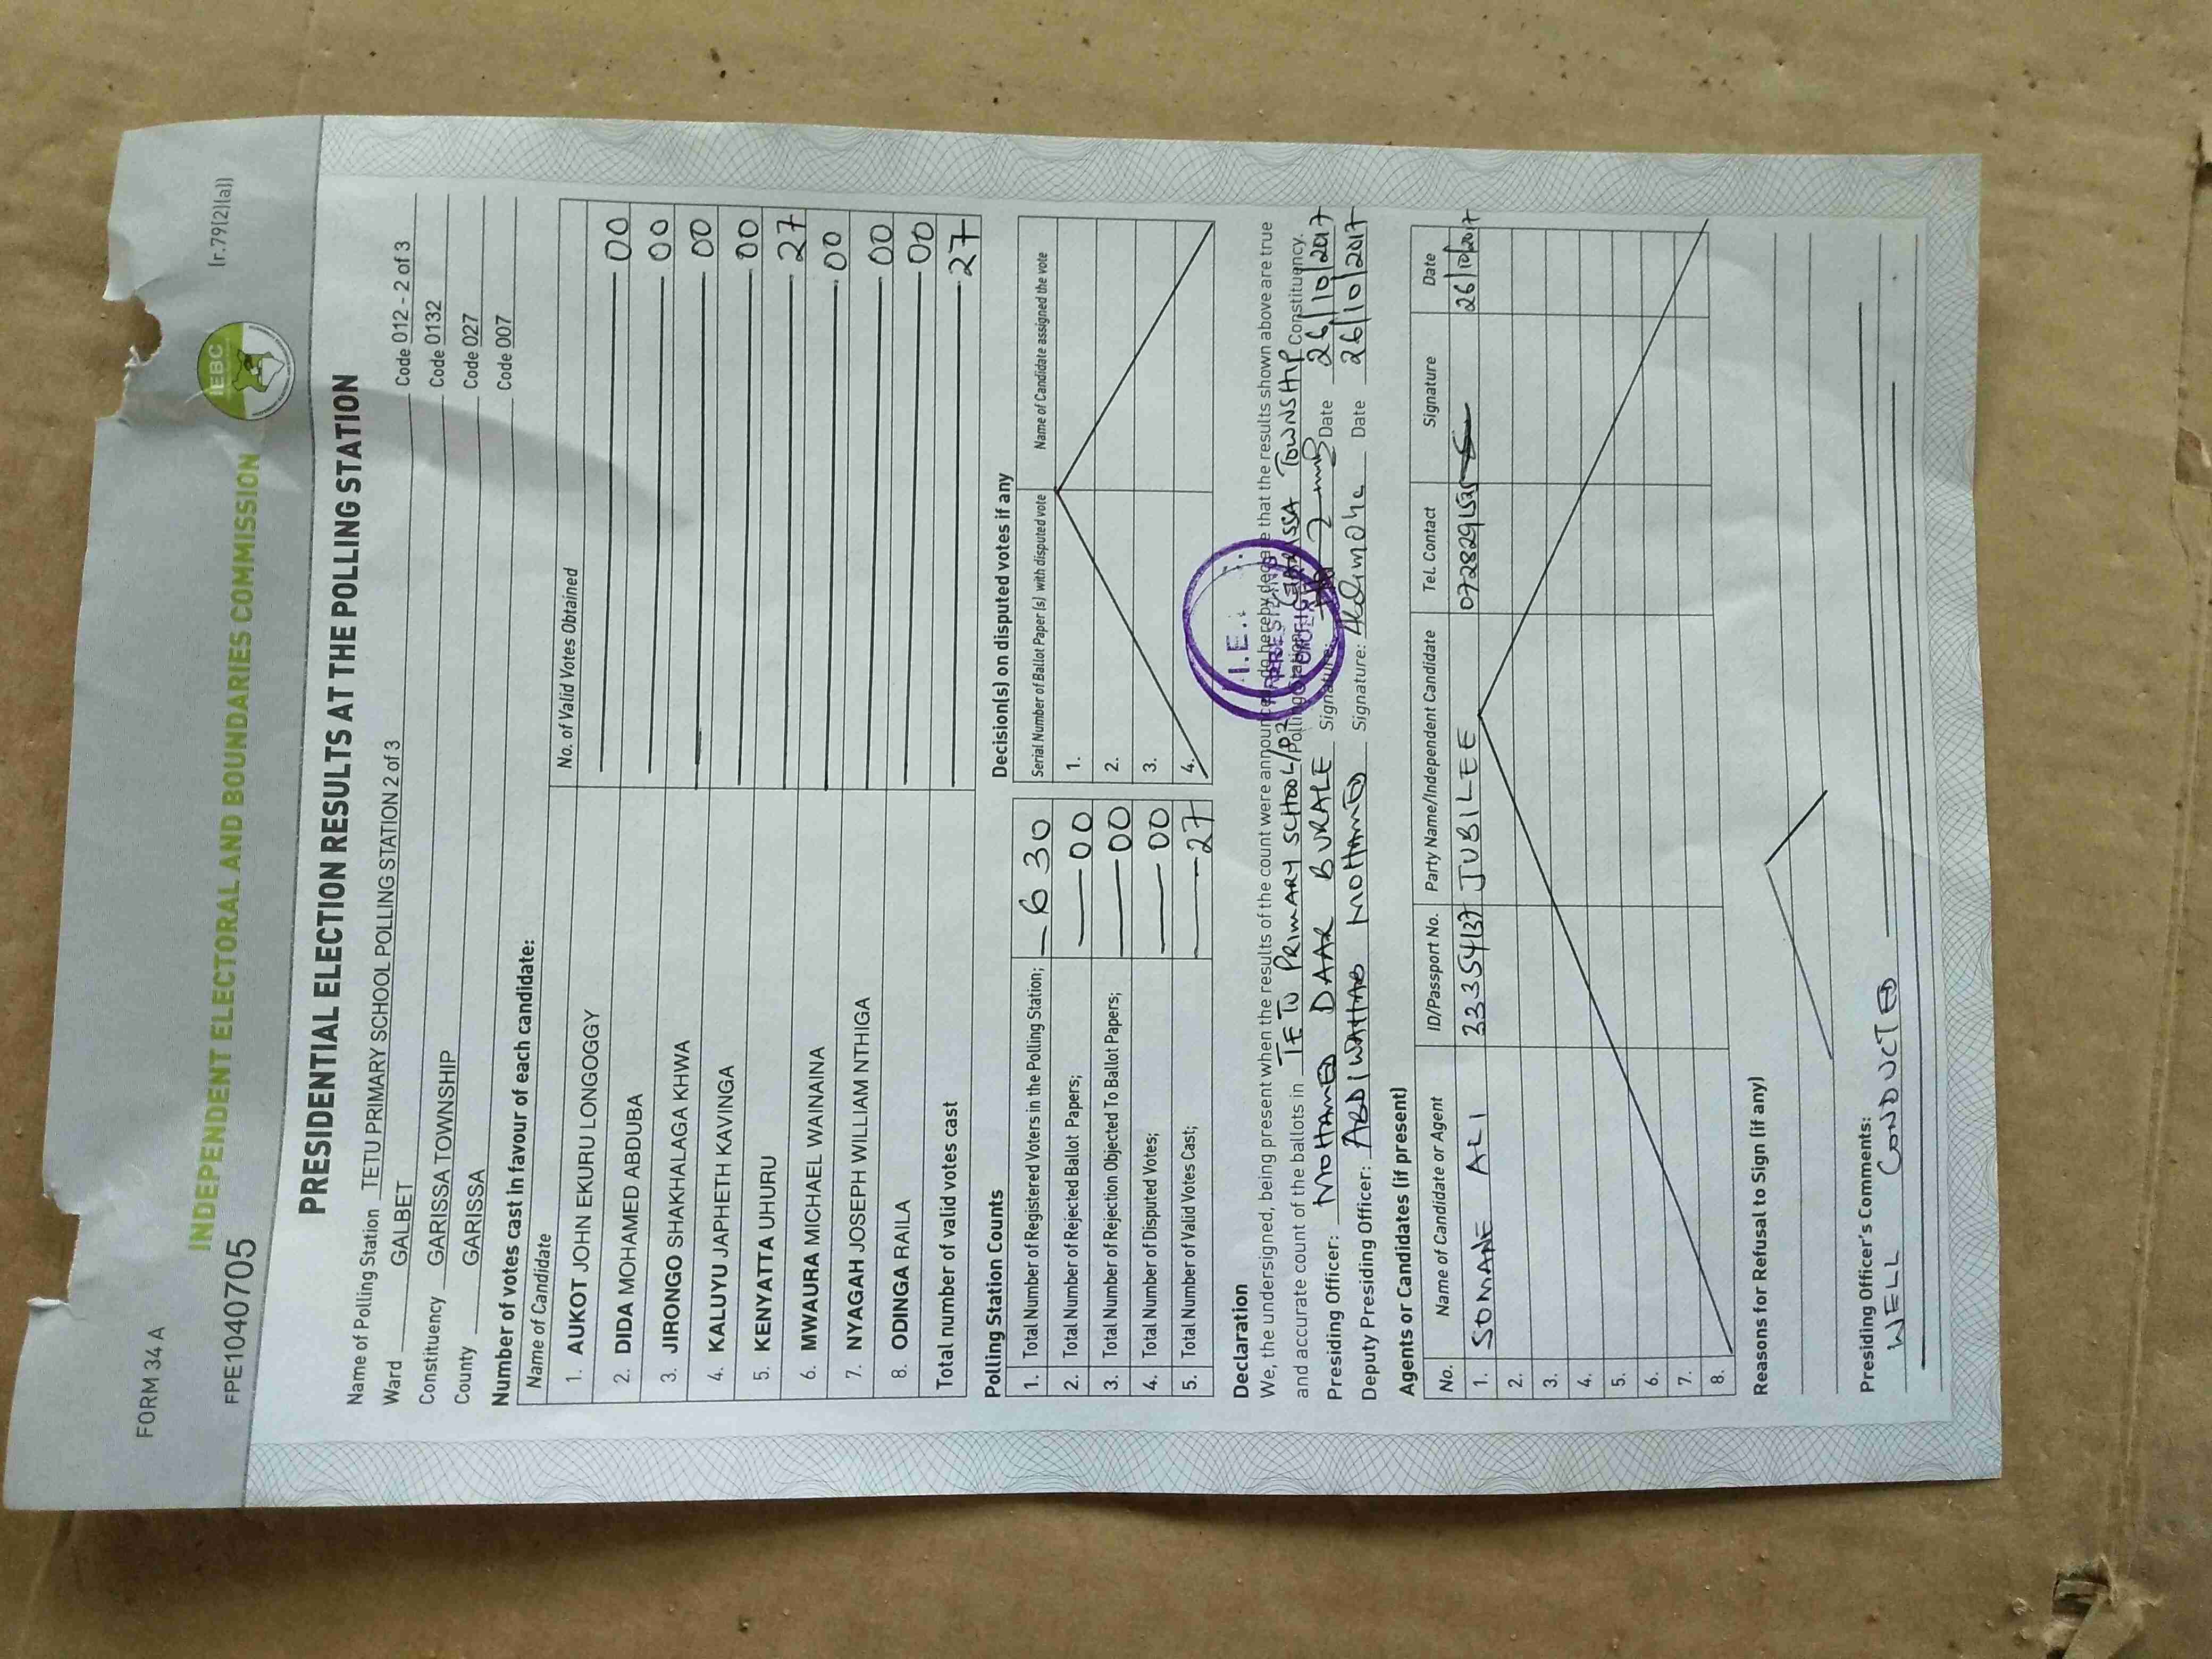 FORM 34 A
(r.79(2)(a))
IEBC
INDEPENDENT ELECTORAL AND BOUNDARIES COMMISSION
FPE1040705
PRESIDENTIAL ELECTION RESULTS AT THE POLLING STATION
Name of Polling Station TETU PRIMARY SCHOOL POLLING STATION 2 of 3 Code 012 - 2 of 3
Ward GALBET Code 0132
Constituency GARISSA TOWNSHIP Code 027
County GARISSA Code 007
Number of votes cast in favour of each candidate:
Name of Candidate No. of Valid Votes Obtained
1. AUKOT JOHN EKURU LONGOGGY 00
2. DIDA MOHAMED ABDUBA 00
3. JIRONGO SHAKHALAGA KHWA 00
4. KALUYU JAPHETH KAVINGA 00
5. KENYATTA UHURU 27
6. MWAURA MICHAEL WAINAINA 00
7. NYAGAH JOSEPH WILLIAM NTHIGA 00
8. ODINGA RAILA 00
Total number of valid votes cast 27
Polling Station Counts
1. Total Number of Registered Voters in the Polling Station; 630
2. Total Number of Rejected Ballot Papers; 00
3. Total Number of Rejection Objected To Ballot Papers; 00
4. Total Number of Disputed Votes; 00
5. Total Number of Valid Votes Cast; 27
Decision(s) on disputed votes if any
Serial Number of Ballot Paper (s) with disputed vote Name of Candidate assigned the vote
1.
2.
3.
4.
Declaration
We, the undersigned, being present when the results of the count were announced, do hereby declare that the results shown above are true
and accurate count of the ballots in TETU PRIMARY SCHOOL/02 Polling Station, GARISSA TOWNSHIP Constituency.
Presiding Officer: MOHAMED DAAR BURALE Signature: Date 26/10/2017
Deputy Presiding Officer: ABDIWAHAB MOHAMED Signature: Date 26/10/2017
I.E.
PRESIDING
OFFICER
Agents or Candidates (if present)
No. Name of Candidate or Agent ID/Passport No. Party Name/Independent Candidate Tel. Contact Signature Date
1. SOMANE ALI 33354137 JUBILEE 26/10/2017
2.
3.
4.
5.
6.
7.
8.
Reasons for Refusal to Sign (if any)
Presiding Officer's Comments:
WELL CONDUCTED